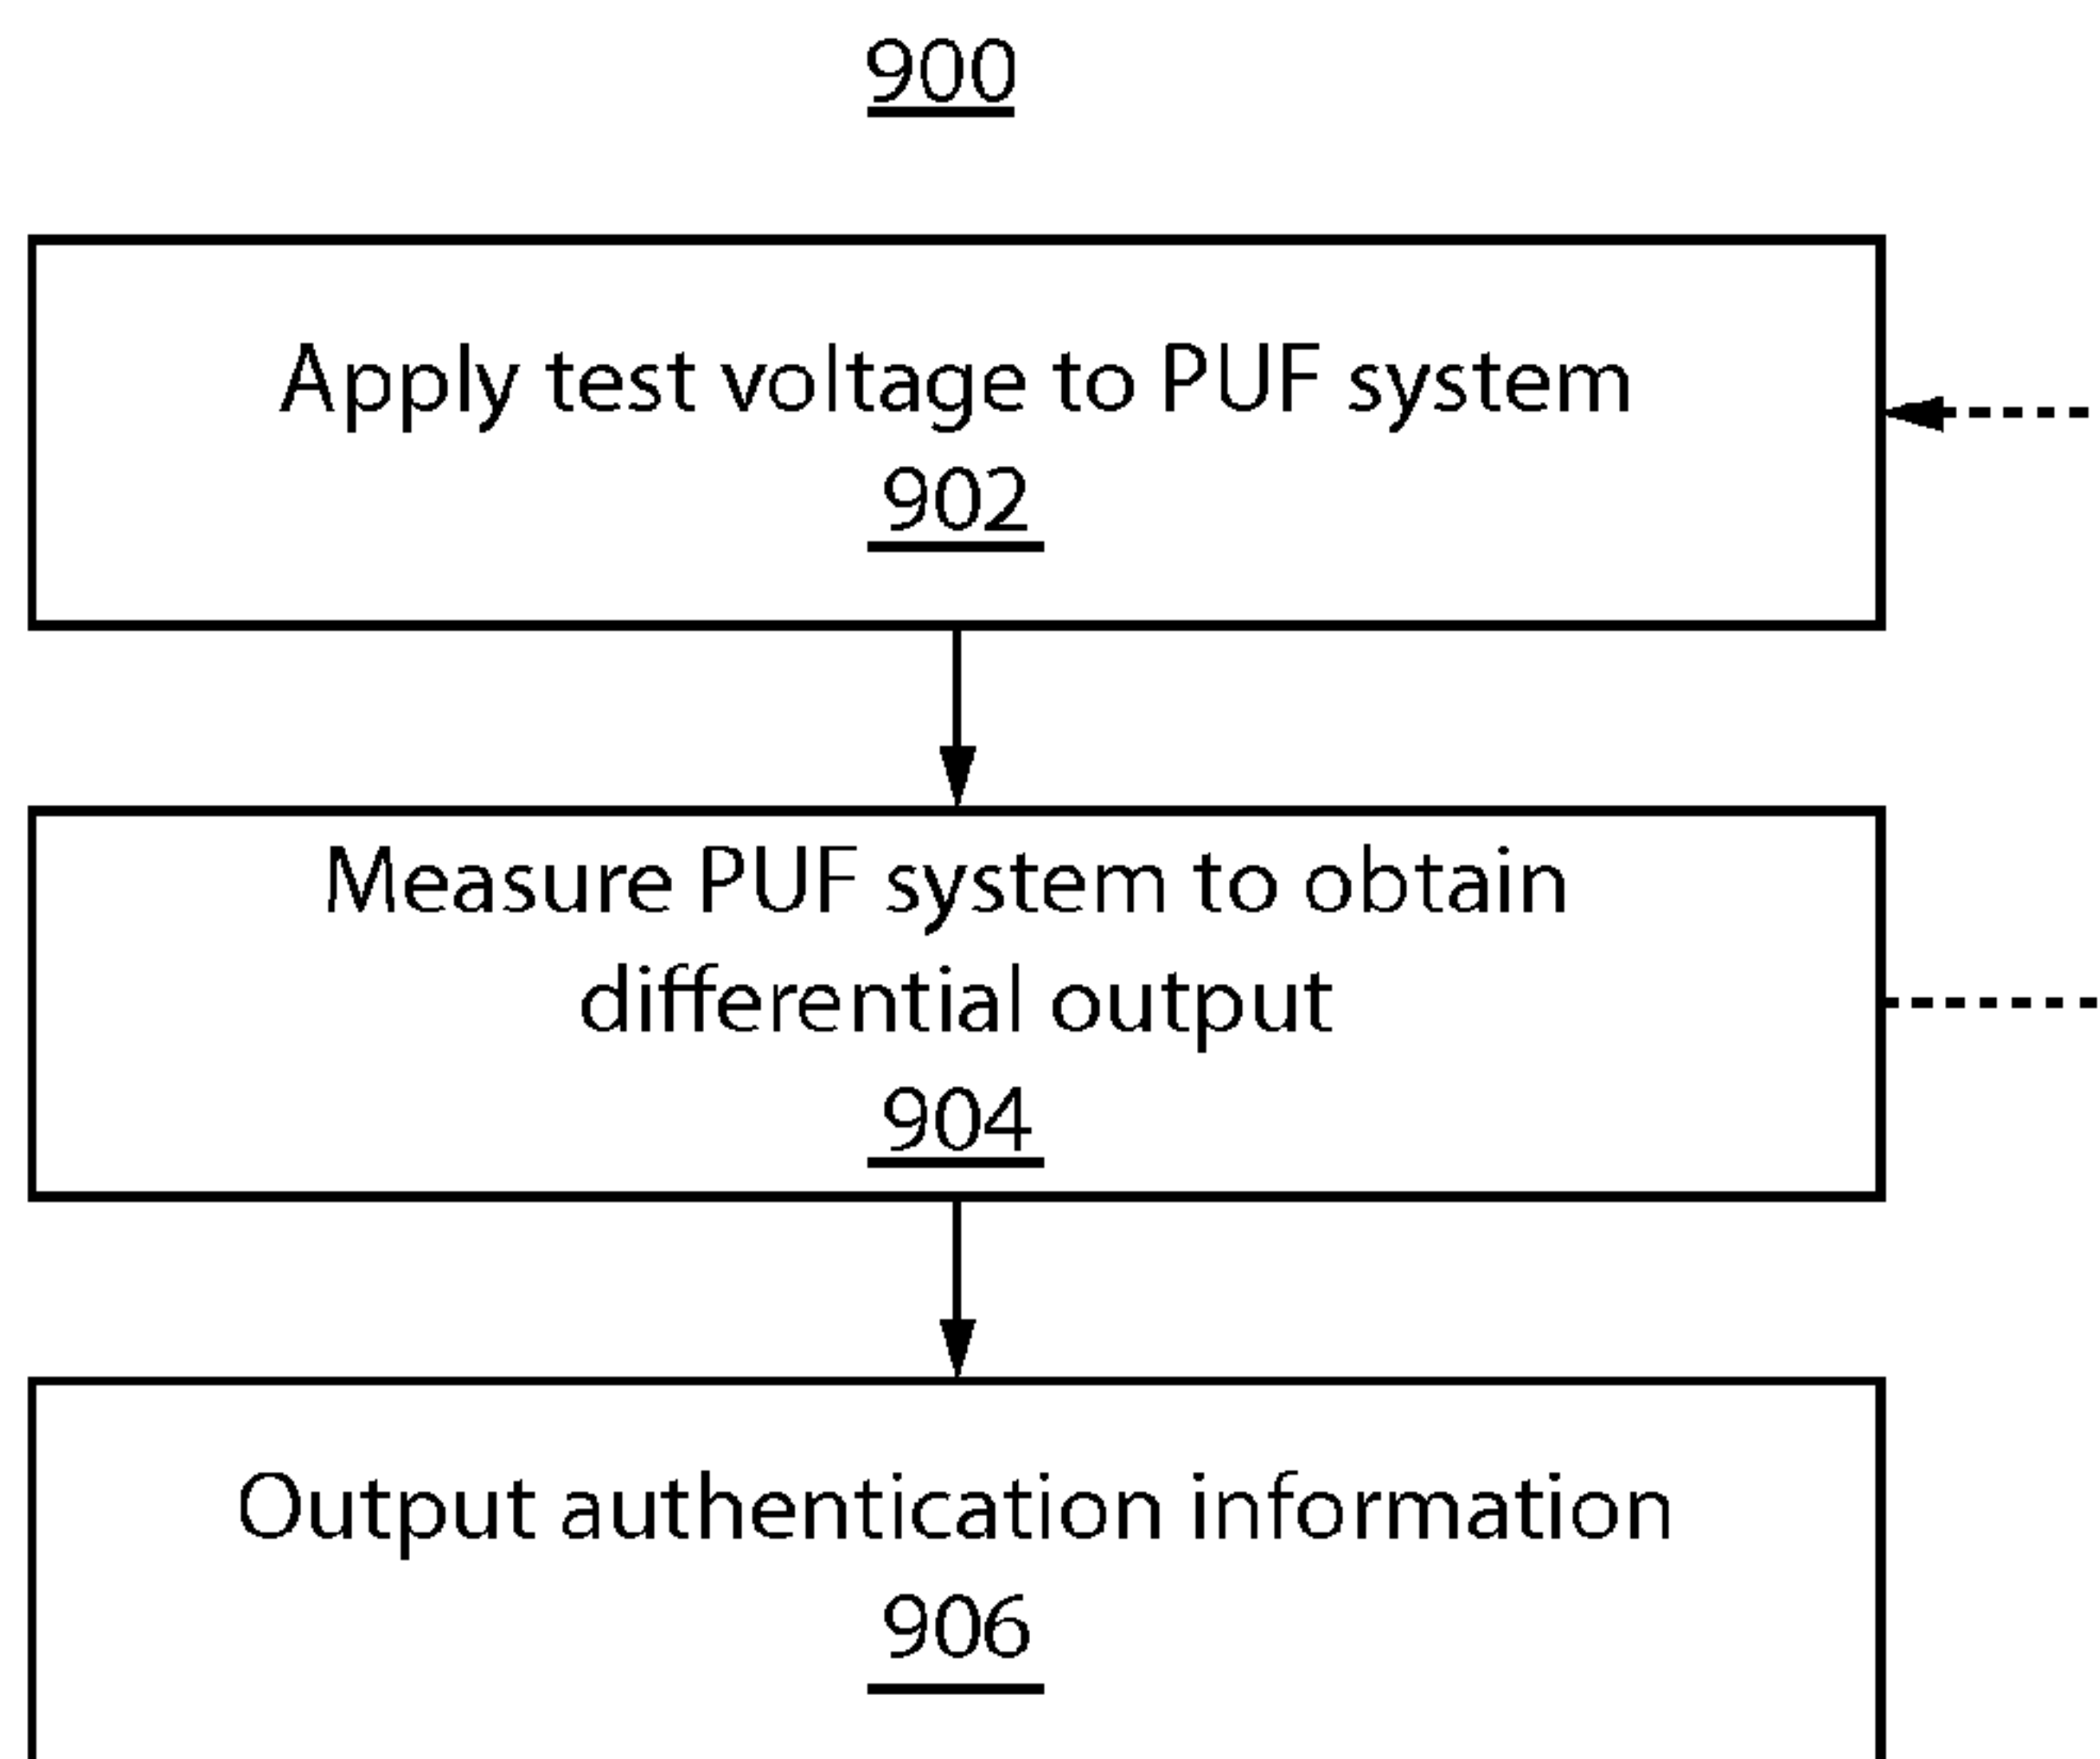 900
Apply test voltage to PUF system
902
Measure PUF system to obtain
differential output
904
Output authentication information
906